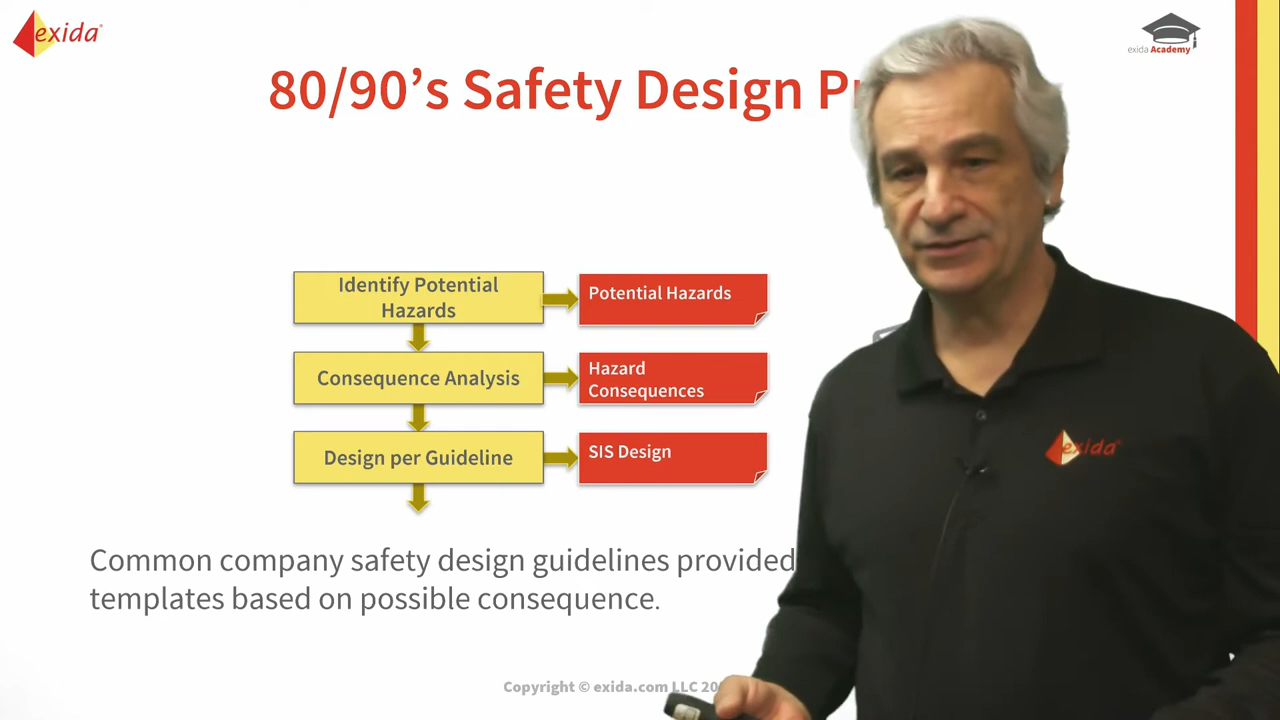 exida
exida Academy
80/90’s Safety Design
Identify Potential
Hazards
Potential Hazards
Consequence Analysis
Hazard
Consequences
Design per Guideline
SIS Design
exida
Common company safety design guidelines provided
templates based on possible consequence.
Copyright © exida.com LLC